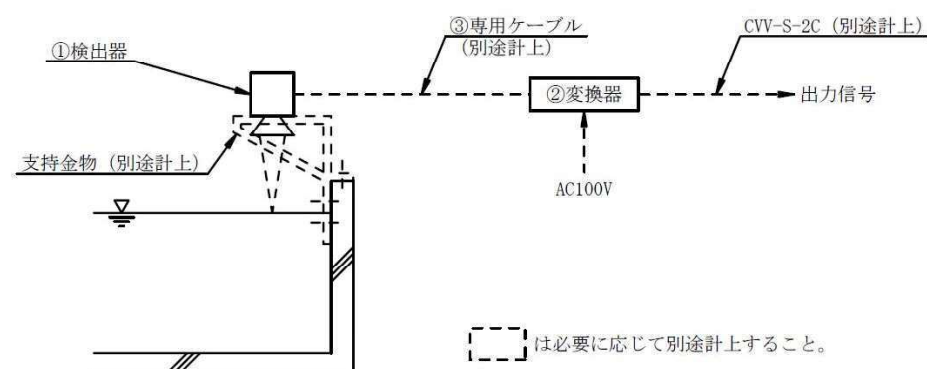 ①検出器
③専用ケーブル
(別途計上)
CVV-S-2C (別途計上)
②変換器
出力信号
支持金物 (別途計上)
AC100V
は必要に応じて別途計上すること。